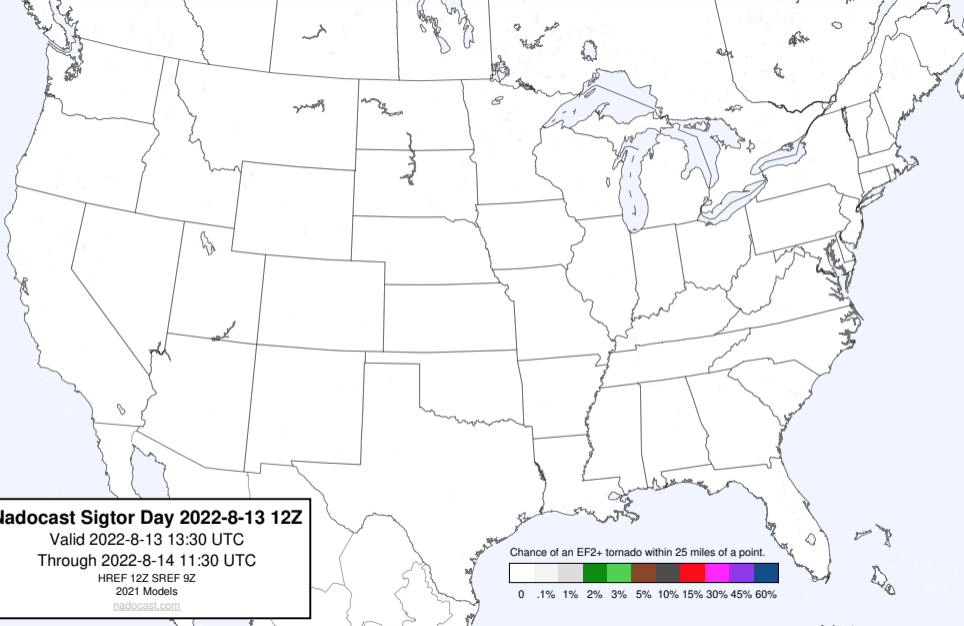 Nadocast Sigtor Day 2022-8-13 12Z
Valid 2022-8-13 13:30 UTC
Through 2022-8-14 11:30 UTC
HREF 12Z SREF 9Z
2021 Models
nadocast.com
Chance of an EF2+ tornado within 25 miles of a point.
0 .1% 1% 2% 3% 5% 10% 15% 30% 45% 60%